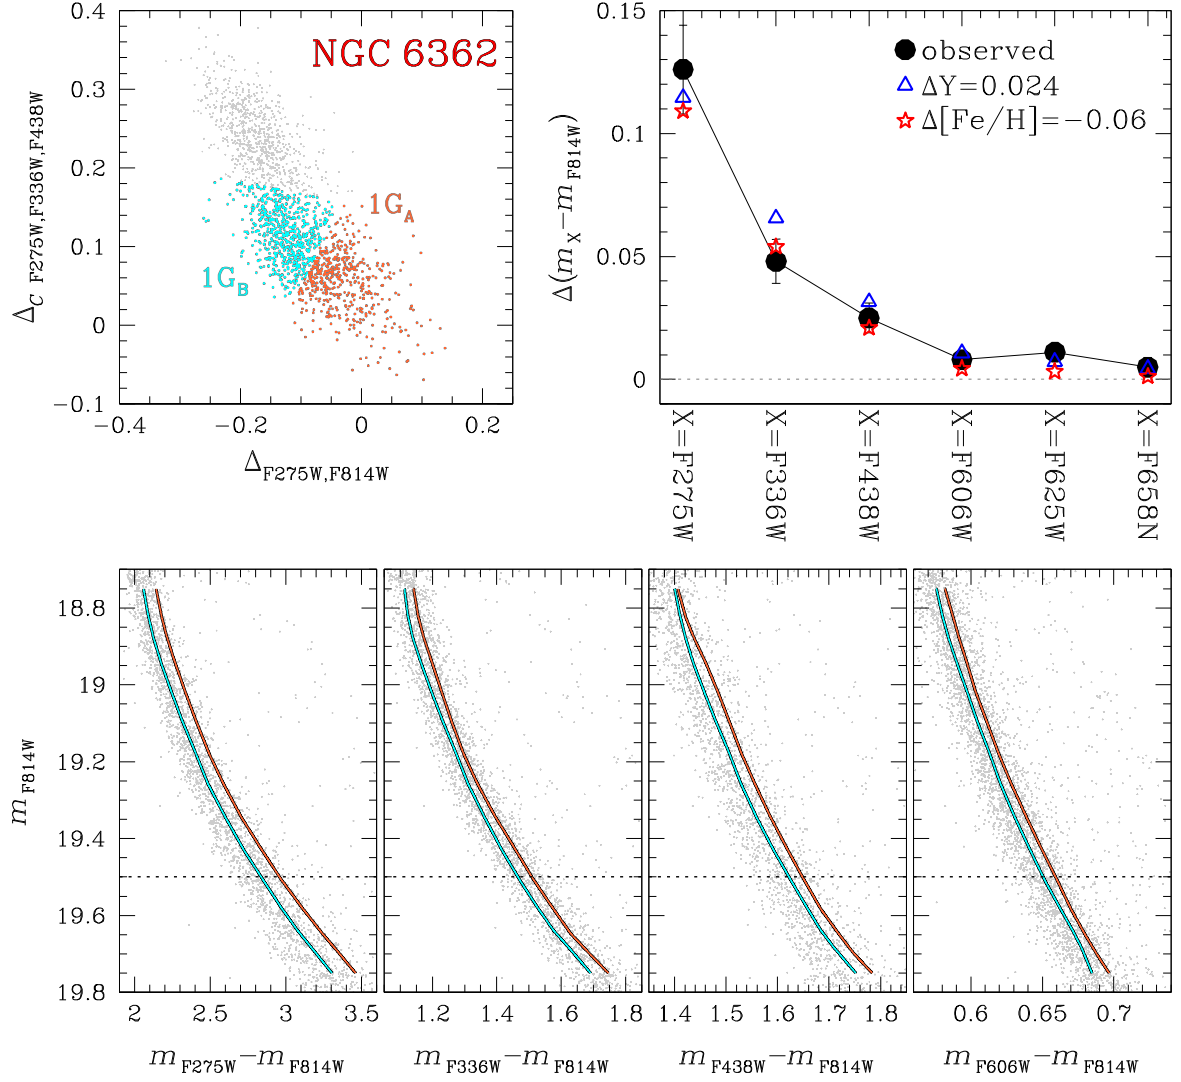 NGC 6362
0.4
0.3
0.2
0.1
0
−0.1
−0.4
−0.2
0
0.2
Δ_C F275W,F336W,F438W
Δ_F275W,F814W
1G_A
1G_B
0.15
0.1
0.05
0
Δ(m_X−m_F814W)
observed
ΔY=0.024
Δ[Fe/H]=−0.06
X=F275W
X=F336W
X=F438W
X=F606W
X=F625W
X=F658N
18.8
19
19.2
19.4
19.6
19.8
m_F814W
2
2.5
3
3.5
1.2
1.4
1.6
1.8
1.4
1.5
1.6
1.7
1.8
0.6
0.65
0.7
m_F275W−m_F814W
m_F336W−m_F814W
m_F438W−m_F814W
m_F606W−m_F814W